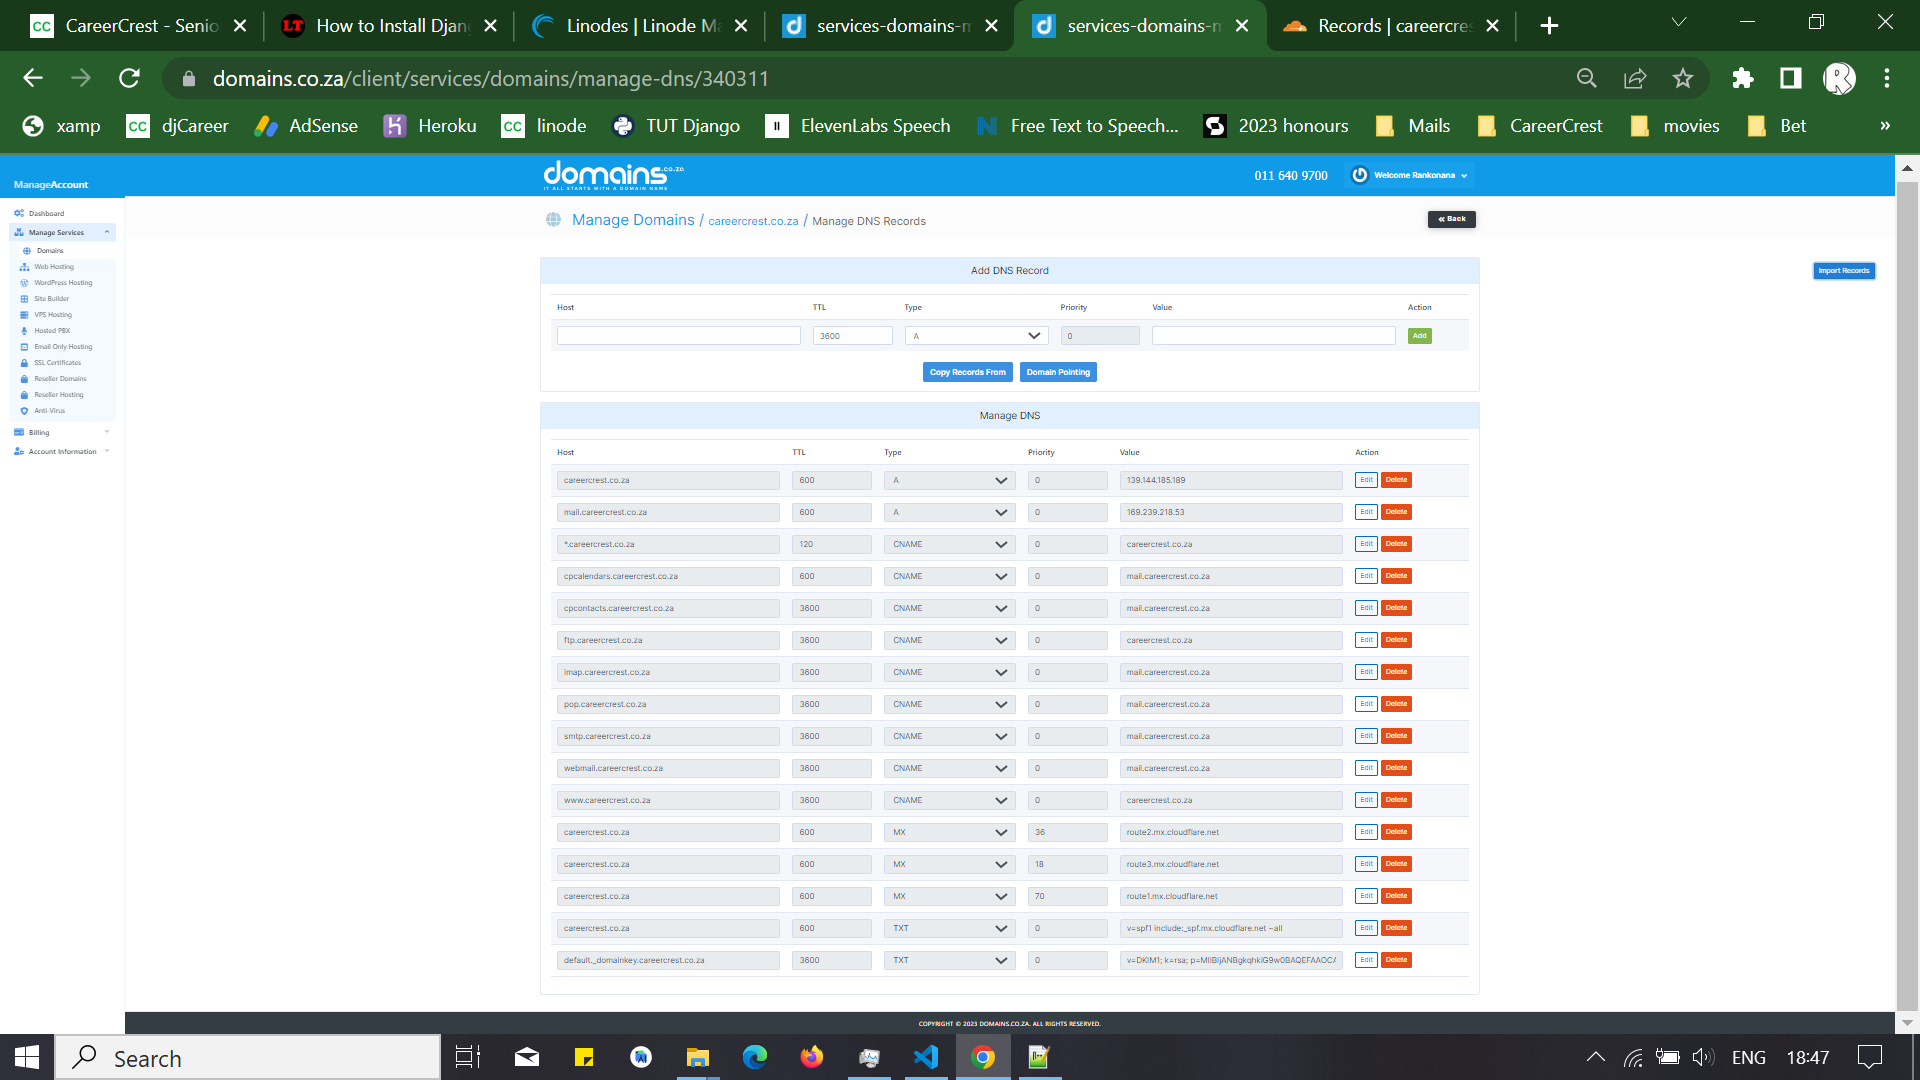 CareerCrest - Senio
How to Install Djan
Linodes | Linode Ma
services-domains-m
services-domains-m
Records | careercres
domains.co.za/client/services/domains/manage-dns/340311
xamp
djCareer
AdSense
Heroku
linode
TUT Django
ElevenLabs Speech
Free Text to Speech...
2023 honours
Mails
CareerCrest
movies
Bet
»
ManageAccount
domains.co.za
IT ALL STARTS WITH A DOMAIN NAME
011 640 9700
Welcome Rankonana
Dashboard
Manage Services
Domains
Web Hosting
WordPress Hosting
Site Builder
VPS Hosting
Hosted PBX
Email Only Hosting
SSL Certificates
Reseller Domains
Reseller Hosting
Anti-Virus
Billing
Account Information
Manage Domains / careercrest.co.za / Manage DNS Records
« Back
Import Records
Add DNS Record
Host TTL Type Priority Value Action
3600 A 0 Add
Copy Records From Domain Pointing
Manage DNS
Host TTL Type Priority Value Action
careercrest.co.za 600 A 0 139.144.185.189 Edit Delete
mail.careercrest.co.za 600 A 0 169.239.218.53 Edit Delete
*.careercrest.co.za 120 CNAME 0 careercrest.co.za Edit Delete
cpcalendars.careercrest.co.za 600 CNAME 0 mail.careercrest.co.za Edit Delete
cpcontacts.careercrest.co.za 3600 CNAME 0 mail.careercrest.co.za Edit Delete
ftp.careercrest.co.za 3600 CNAME 0 careercrest.co.za Edit Delete
imap.careercrest.co.za 3600 CNAME 0 mail.careercrest.co.za Edit Delete
pop.careercrest.co.za 3600 CNAME 0 mail.careercrest.co.za Edit Delete
smtp.careercrest.co.za 3600 CNAME 0 mail.careercrest.co.za Edit Delete
webmail.careercrest.co.za 3600 CNAME 0 mail.careercrest.co.za Edit Delete
www.careercrest.co.za 3600 CNAME 0 careercrest.co.za Edit Delete
careercrest.co.za 600 MX 36 route2.mx.cloudflare.net Edit Delete
careercrest.co.za 600 MX 18 route3.mx.cloudflare.net Edit Delete
careercrest.co.za 600 MX 70 route1.mx.cloudflare.net Edit Delete
careercrest.co.za 600 TXT 0 v=spf1 include:_spf.mx.cloudflare.net ~all Edit Delete
default._domainkey.careercrest.co.za 3600 TXT 0 v=DKIM1; k=rsa; p=MIIBIjANBgkqhkiG9w0BAQEFAAOCA Edit Delete
COPYRIGHT © 2023 DOMAINS.CO.ZA. ALL RIGHTS RESERVED.
Search
ENG
18:47